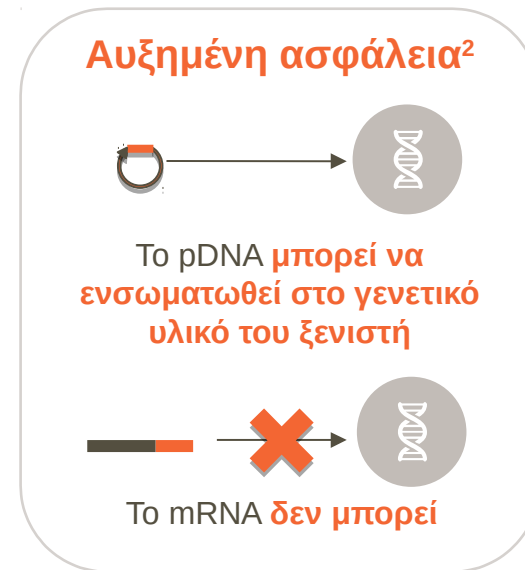 Αυξημένη ασφάλεια²
Το pDNA μπορεί να
ενσωματωθεί στο γενετικό
υλικό του ξενιστή
Το mRNA δεν μπορεί